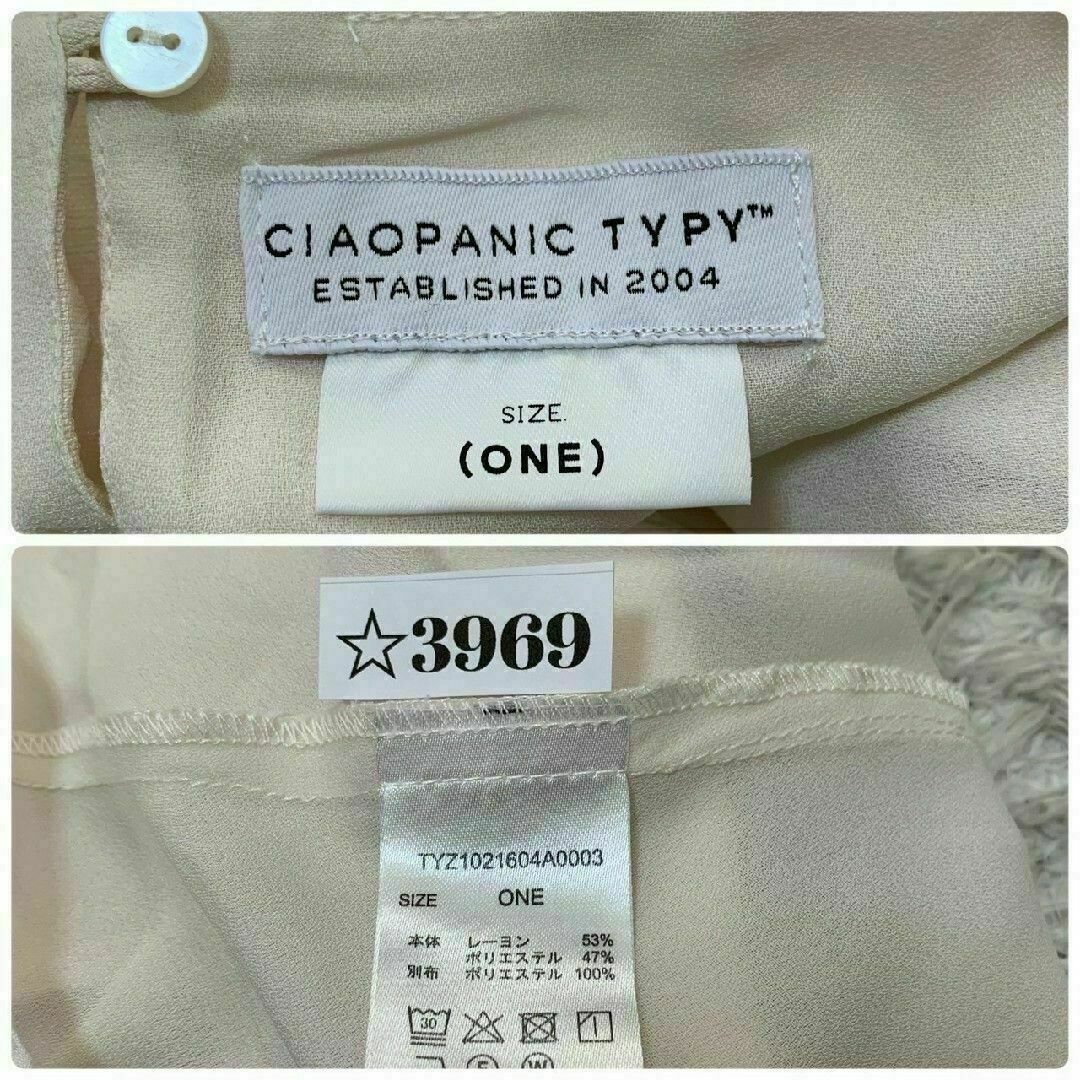 CIAOPANIC TYPY™
ESTABLISHED IN 2004
SIZE.
(ONE)
☆3969
TYZ1021604A0003
SIZE ONE
本体 レーヨン 53%
ポリエステル 47%
別布 ポリエステル 100%
30